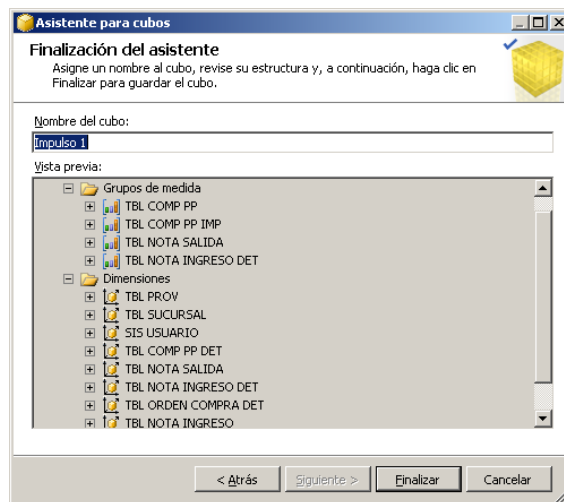 Asistente para cubos
Finalización del asistente
Asigne un nombre al cubo, revise su estructura y, a continuación, haga clic en
Finalizar para guardar el cubo.
Nombre del cubo:
Impulso 1
Vista previa:
Grupos de medida
TBL COMP PP
TBL COMP PP IMP
TBL NOTA SALIDA
TBL NOTA INGRESO DET
Dimensiones
TBL PROV
TBL SUCURSAL
SIS USUARIO
TBL COMP PP DET
TBL NOTA SALIDA
TBL NOTA INGRESO DET
TBL ORDEN COMPRA DET
TBL NOTA INGRESO
< Atrás Siguiente > Finalizar Cancelar